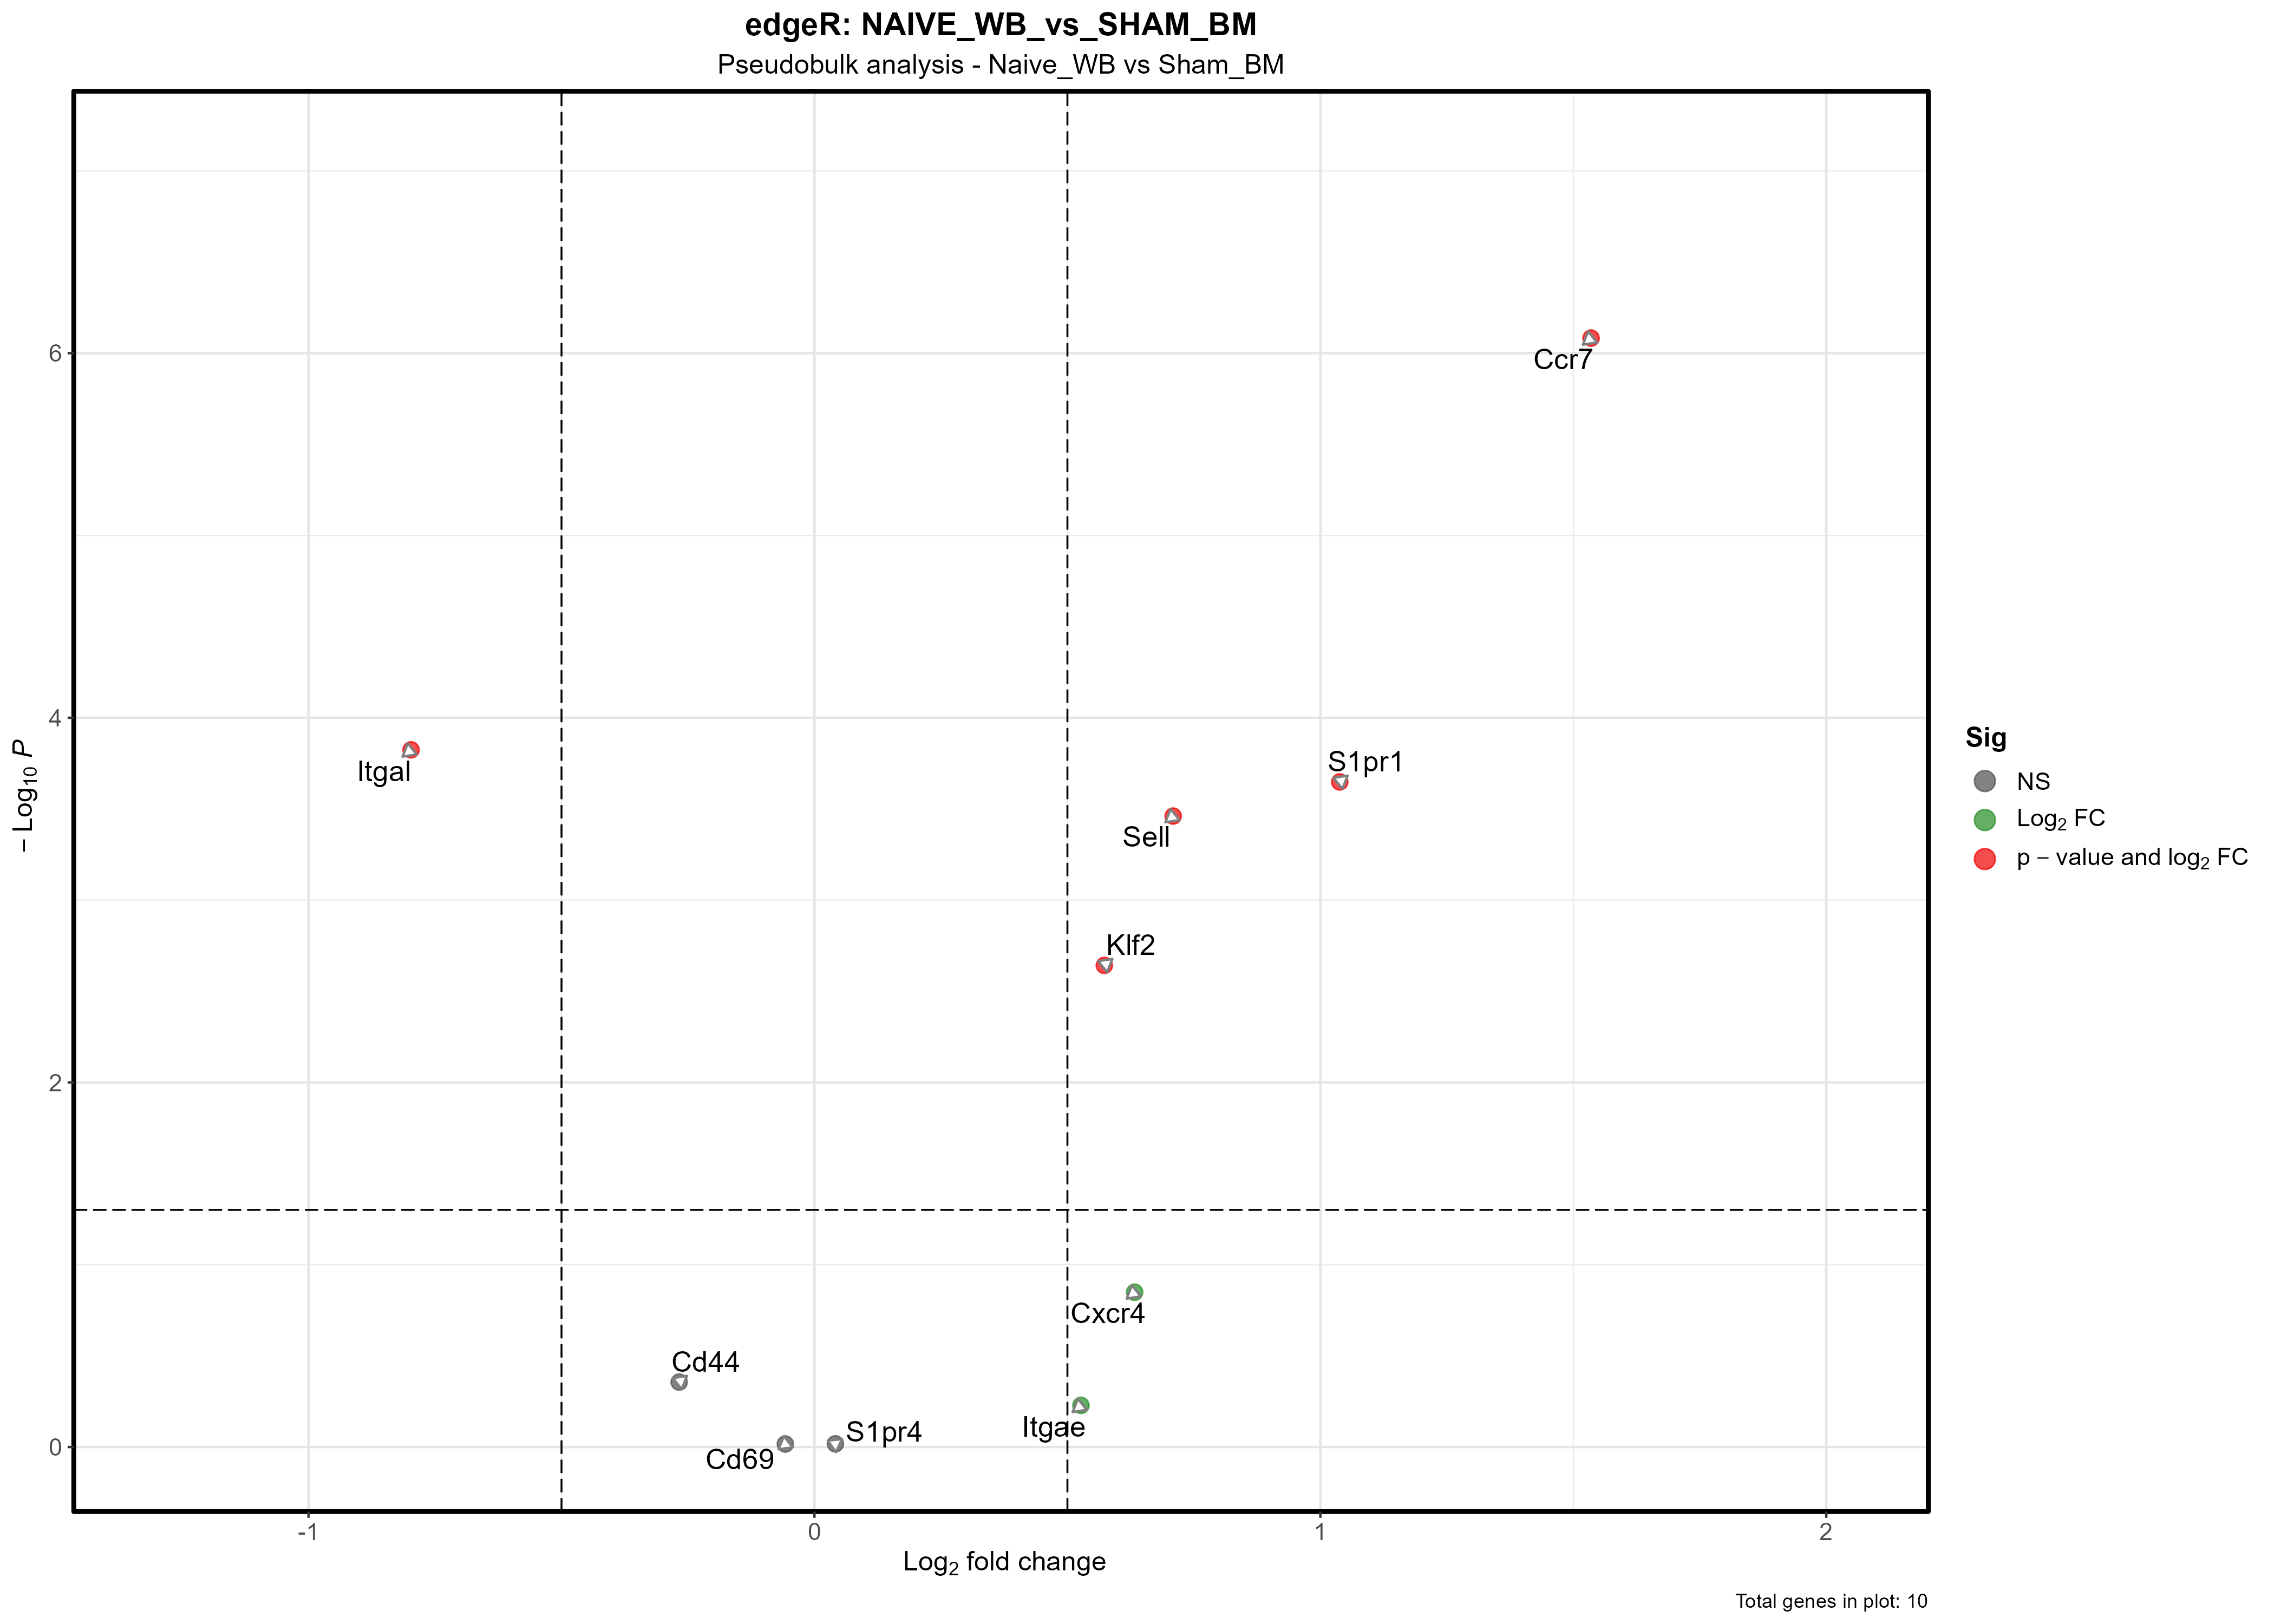 edgeR: NAIVE_WB_vs_SHAM_BM
Pseudobulk analysis - Naive_WB vs Sham_BM
− Log10 P
6
4
2
0
Ccr7
Itgal
S1pr1
Sell
Klf2
Cxcr4
Cd44
Itgae
S1pr4
Cd69
-1
0
1
2
Log2 fold change
Sig
NS
Log2 FC
p − value and log2 FC
Total genes in plot: 10